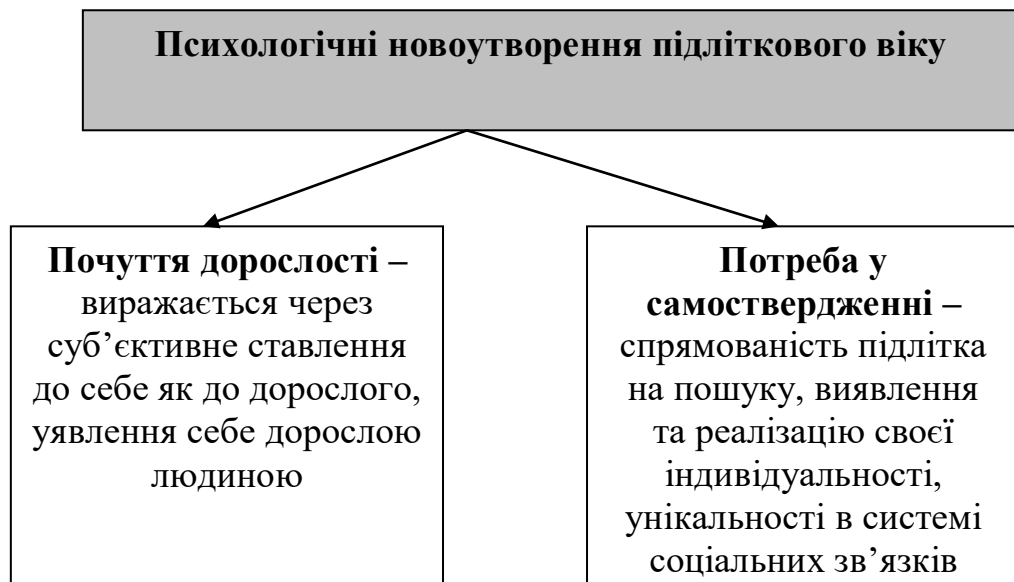 Психологічні новоутворення підліткового віку
Почуття дорослості –
виражається через
суб’єктивне ставлення
до себе як до дорослого,
уявлення себе дорослою
людиною
Потреба у
самоствердженні –
спрямованість підлітка
на пошуку, виявлення
та реалізацію своєї
індивідуальності,
унікальності в системі
соціальних зв’язків